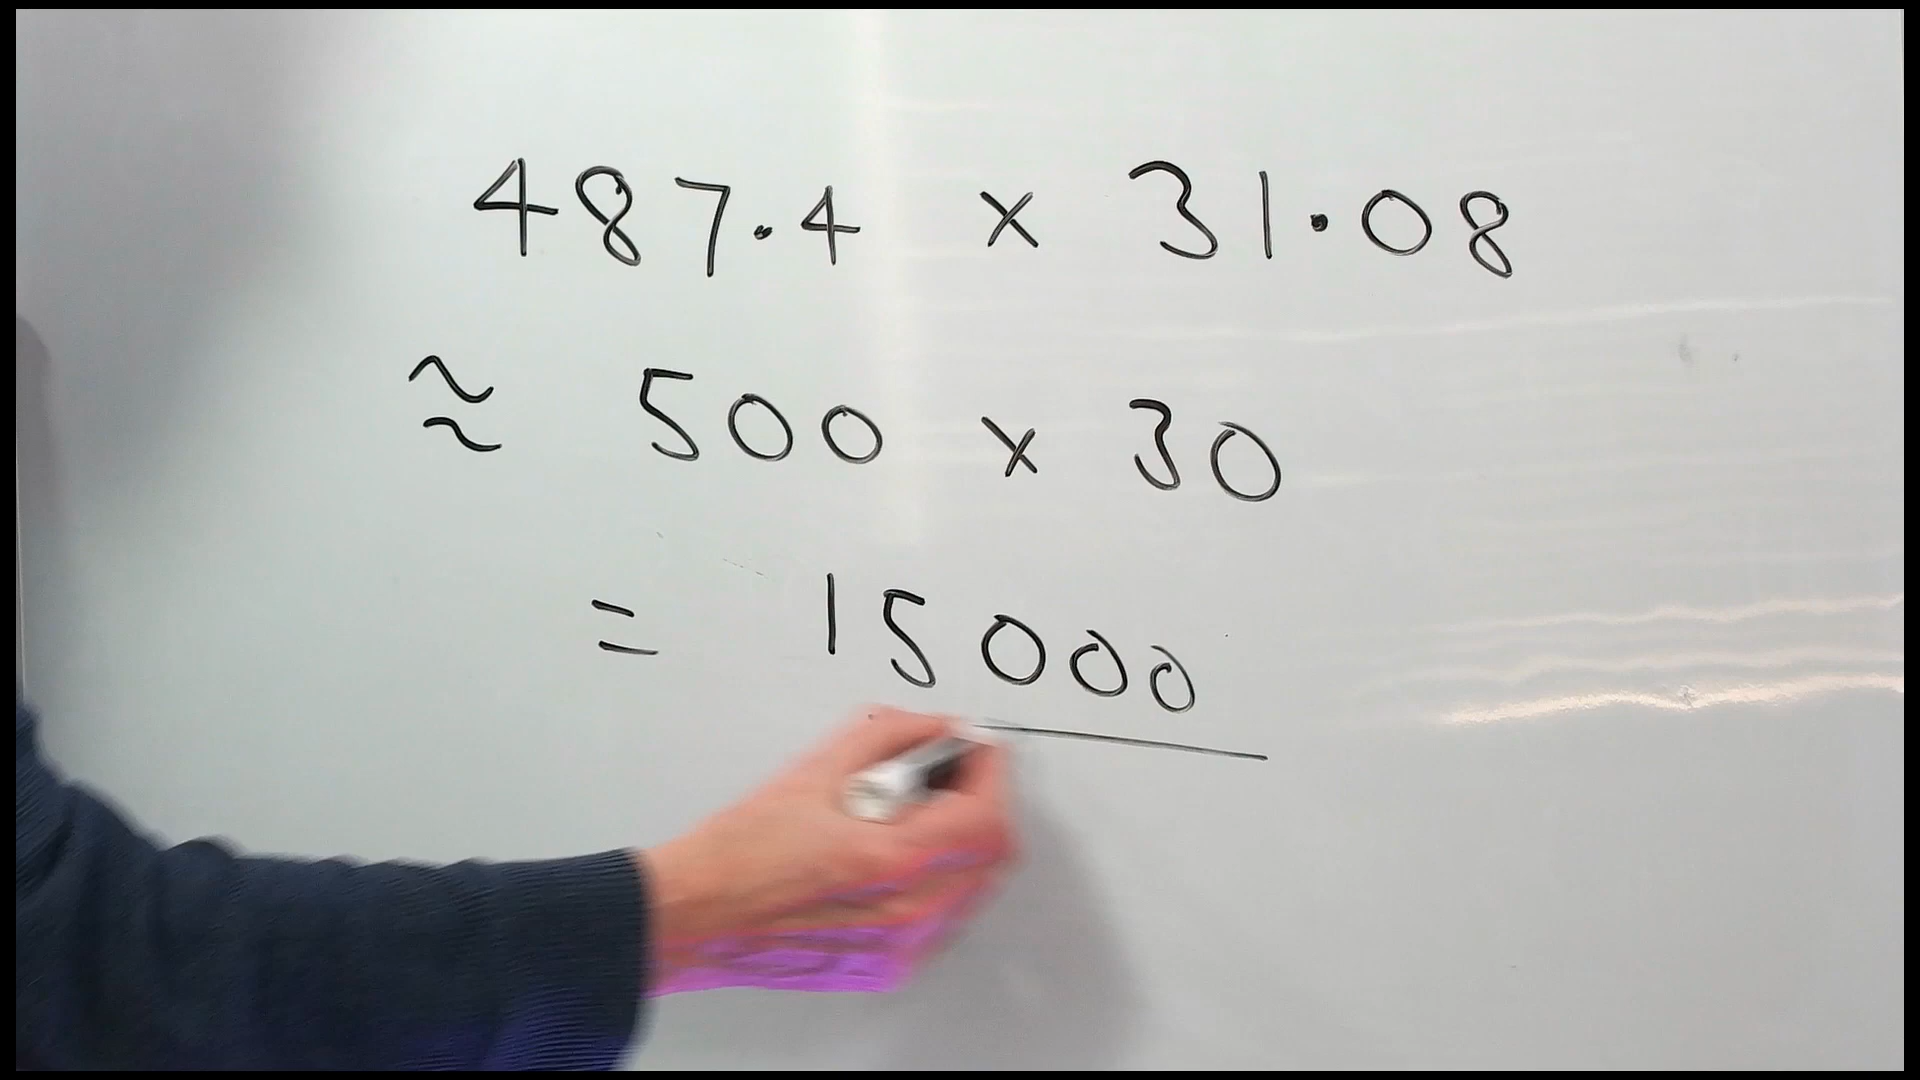 487.4 × 31.08
≈ 500 × 30
= 15000